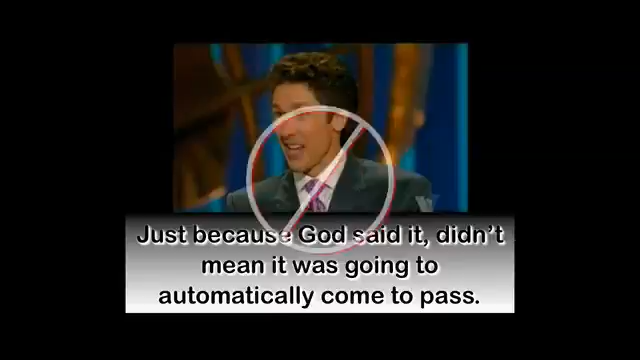 Just because God said it, didn't
mean it was going to
automatically come to pass.